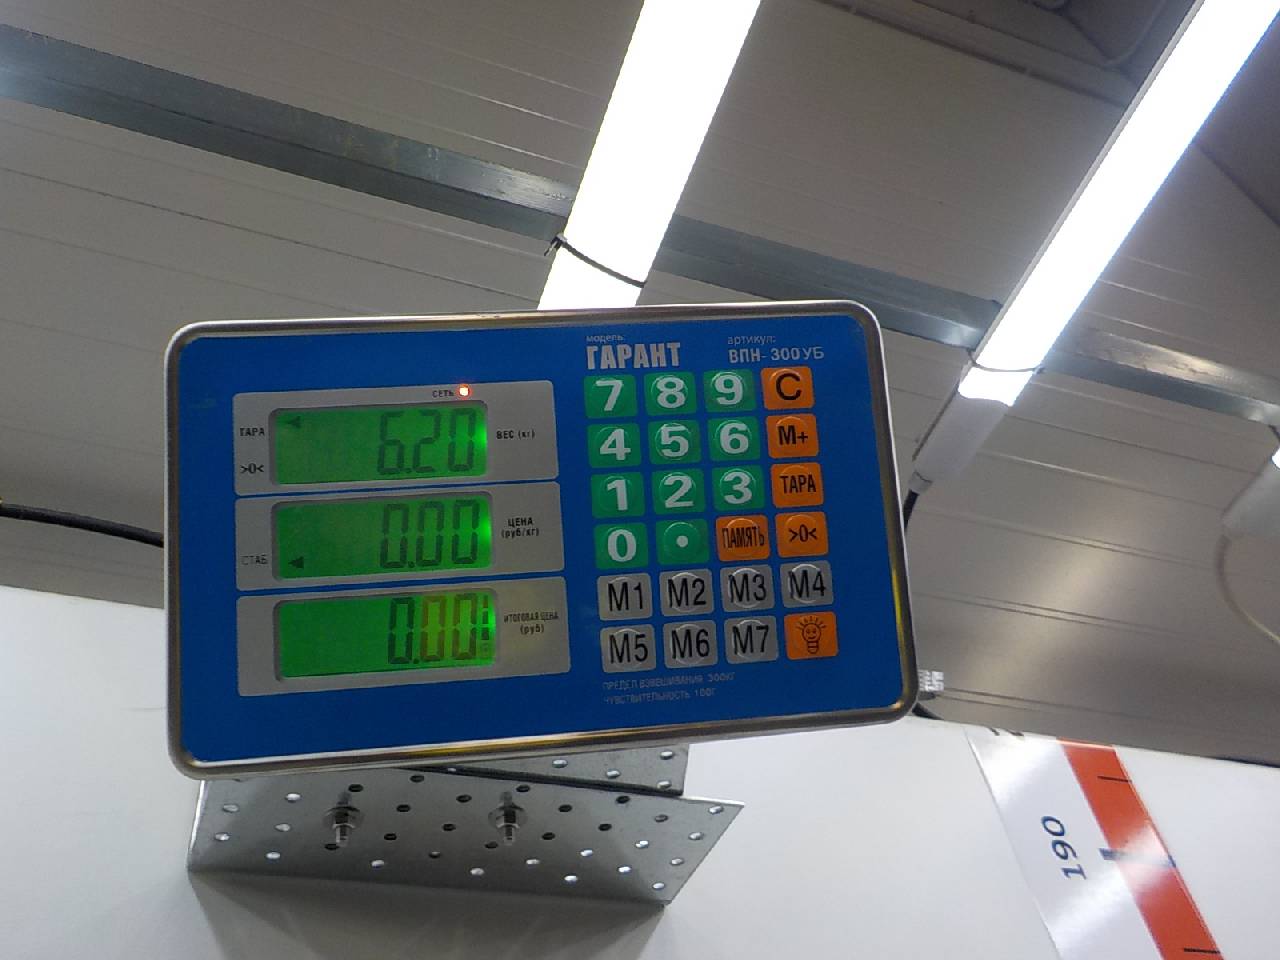 модель:
ГАРАНТ
артикул:
ВПН-300УБ
СЕТЬ
ТАРА
>0<
6.20
ВЕС (кг)
0.00
ЦЕНА
(руб/кг)
СТАБ
0.00
ИТОГОВАЯ ЦЕНА
(руб)
7 8 9 C
4 5 6 M+
1 2 3 ТАРА
0 . ПАМЯТЬ >0<
M1 M2 M3 M4
M5 M6 M7
ПРЕДЕЛ ВЗВЕШИВАНИЯ 300КГ
ЧУВСТВИТЕЛЬНОСТЬ 100Г
190